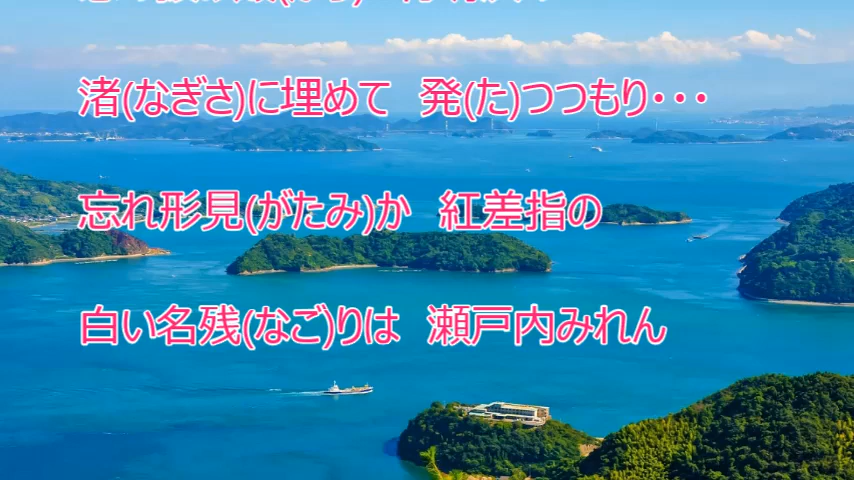 渚(なぎさ)に埋めて　発(た)つつもり・・・
忘れ形見(がたみ)か　紅差指の
白い名残(なご)りは　瀬戸内みれん